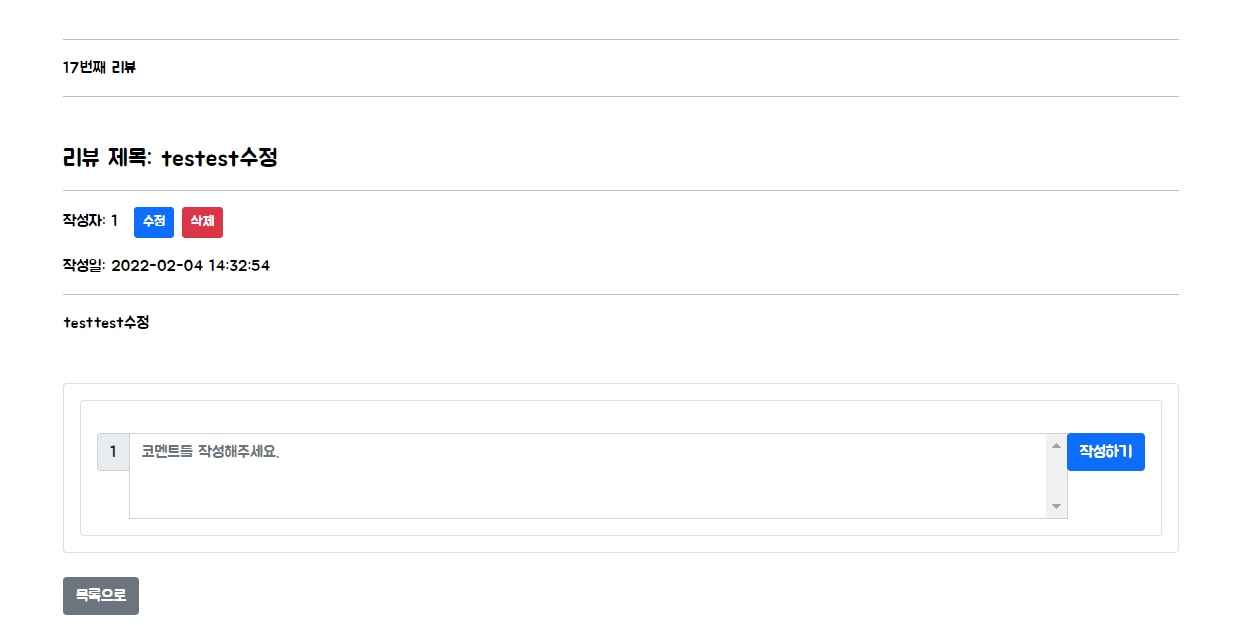 17번째 리뷰
리뷰 제목: testest수정
작성자: 1 수정 삭제
작성일: 2022-02-04 14:32:54
testtest수정
1 코멘트를 작성해주세요. 작성하기
목록으로